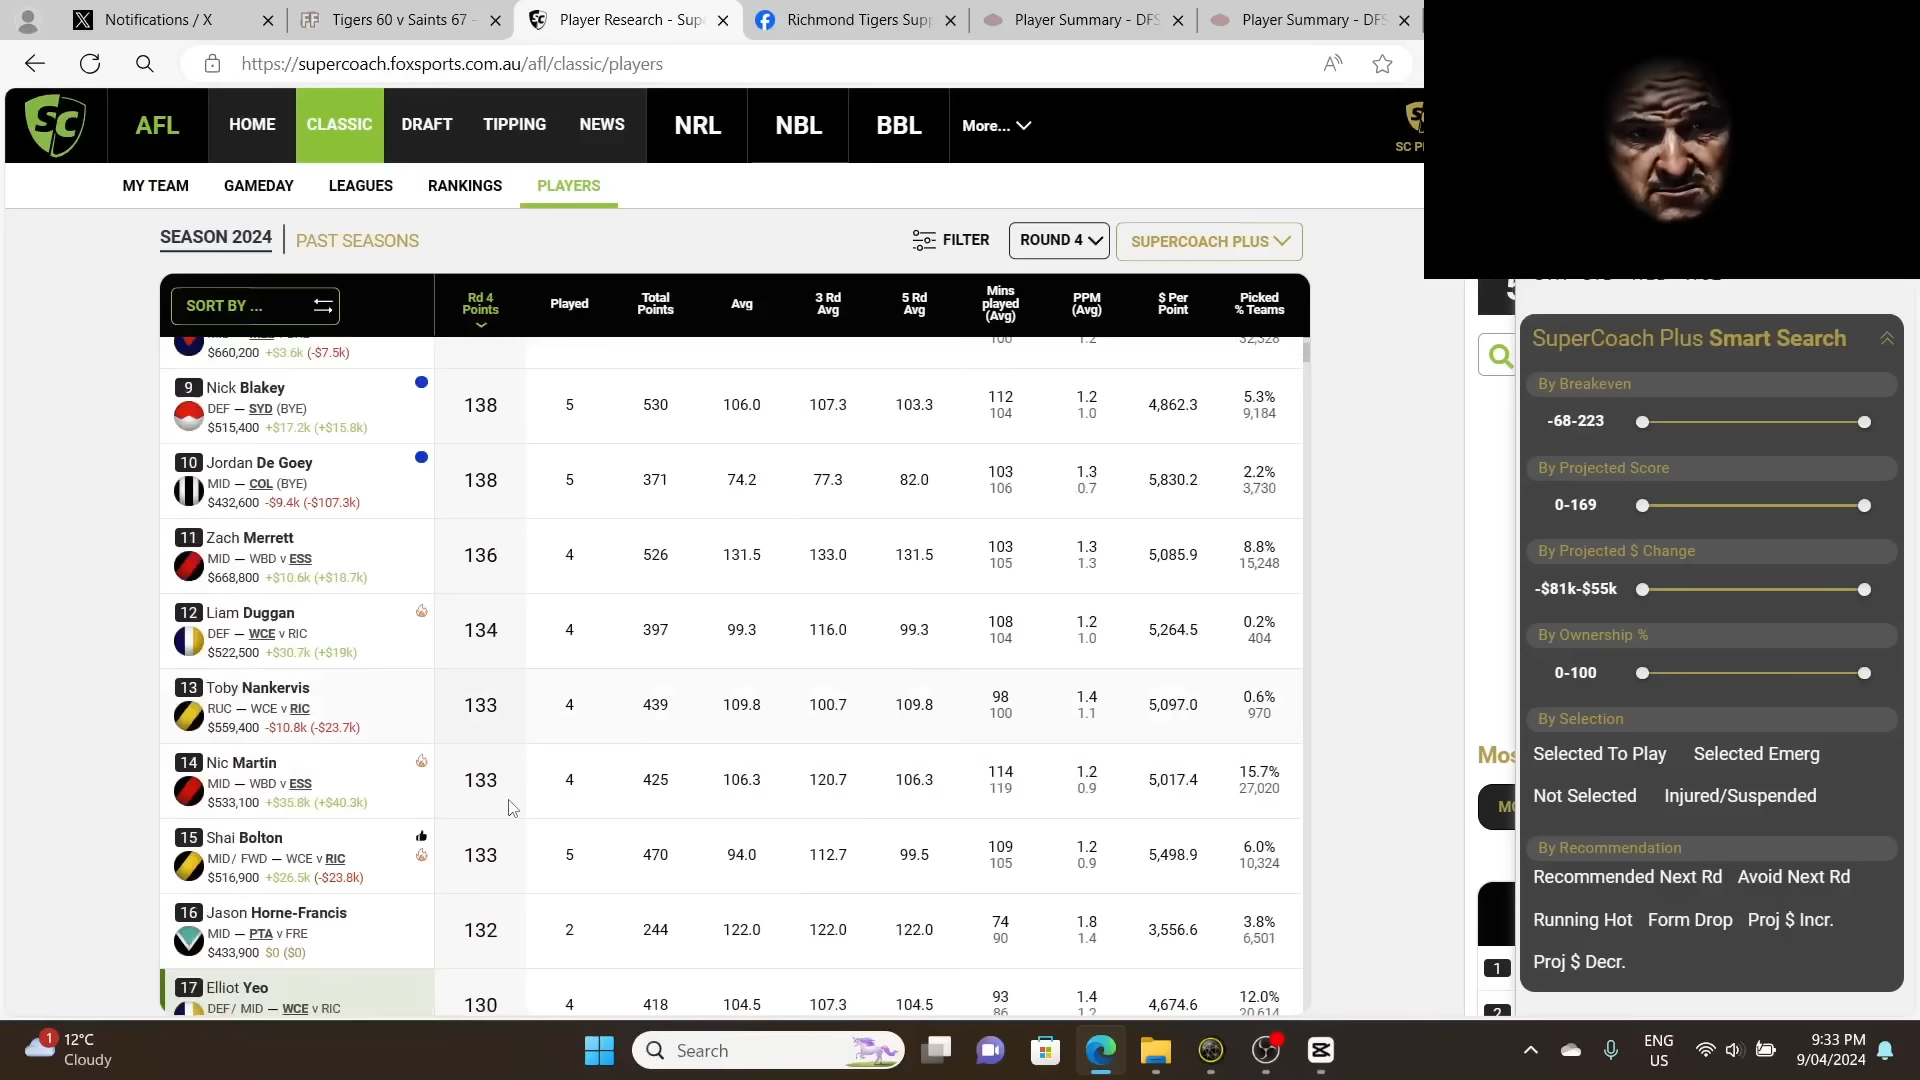 Notifications / X
Tigers 60 v Saints 67 -
Player Research - Supe
Richmond Tigers Supp
Player Summary - DFS
Player Summary - DFS
https://supercoach.foxsports.com.au/afl/classic/players
SC
AFL
HOME
CLASSIC
DRAFT
TIPPING
NEWS
NRL
NBL
BBL
More...
SC Pl
MY TEAM
GAMEDAY
LEAGUES
RANKINGS
PLAYERS
SEASON 2024
PAST SEASONS
FILTER
ROUND 4
SUPERCOACH PLUS
SORT BY ...
Rd 4 Points
Played
Total Points
Avg
3 Rd Avg
5 Rd Avg
Mins played (Avg)
PPM (Avg)
$ Per Point
Picked % Teams
$660,200 +$3.6k (-$7.5k)
100 1.2 32,328
9 Nick Blakey
DEF — SYD (BYE)
$515,400 +$17.2k (+$15.8k)
138 5 530 106.0 107.3 103.3 112 1.2 4,862.3 5.3%
104 1.0 9,184
10 Jordan De Goey
MID — COL (BYE)
$432,600 -$9.4k (-$107.3k)
138 5 371 74.2 77.3 82.0 103 1.3 5,830.2 2.2%
106 0.7 3,730
11 Zach Merrett
MID — WBD v ESS
$668,800 +$10.6k (+$18.7k)
136 4 526 131.5 133.0 131.5 103 1.3 5,085.9 8.8%
105 1.3 15,248
12 Liam Duggan
DEF — WCE v RIC
$522,500 +$30.7k (+$19k)
134 4 397 99.3 116.0 99.3 108 1.2 5,264.5 0.2%
104 1.0 404
13 Toby Nankervis
RUC — WCE v RIC
$559,400 -$10.8k (-$23.7k)
133 4 439 109.8 100.7 109.8 98 1.4 5,097.0 0.6%
100 1.1 970
14 Nic Martin
MID — WBD v ESS
$533,100 +$35.8k (+$40.3k)
133 4 425 106.3 120.7 106.3 114 1.2 5,017.4 15.7%
119 0.9 27,020
15 Shai Bolton
MID/ FWD — WCE v RIC
$516,900 +$26.5k (-$23.8k)
133 5 470 94.0 112.7 99.5 109 1.2 5,498.9 6.0%
105 0.9 10,324
16 Jason Horne-Francis
MID — PTA v FRE
$433,900 $0 ($0)
132 2 244 122.0 122.0 122.0 74 1.8 3,556.6 3.8%
90 1.4 6,501
17 Elliot Yeo
DEF/ MID — WCE v RIC
130 4 418 104.5 107.3 104.5 93 1.4 4,674.6 12.0%
86 1.2 20,614
SuperCoach Plus Smart Search
By Breakeven
-68-223
By Projected Score
0-169
By Projected $ Change
-$81k-$55k
By Ownership %
0-100
By Selection
Selected To Play Selected Emerg
Not Selected Injured/Suspended
By Recommendation
Recommended Next Rd Avoid Next Rd
Running Hot Form Drop Proj $ Incr.
Proj $ Decr.
Mos
MO
1
2
1
12°C
Cloudy
Search
ENG
US
9:33 PM
9/04/2024